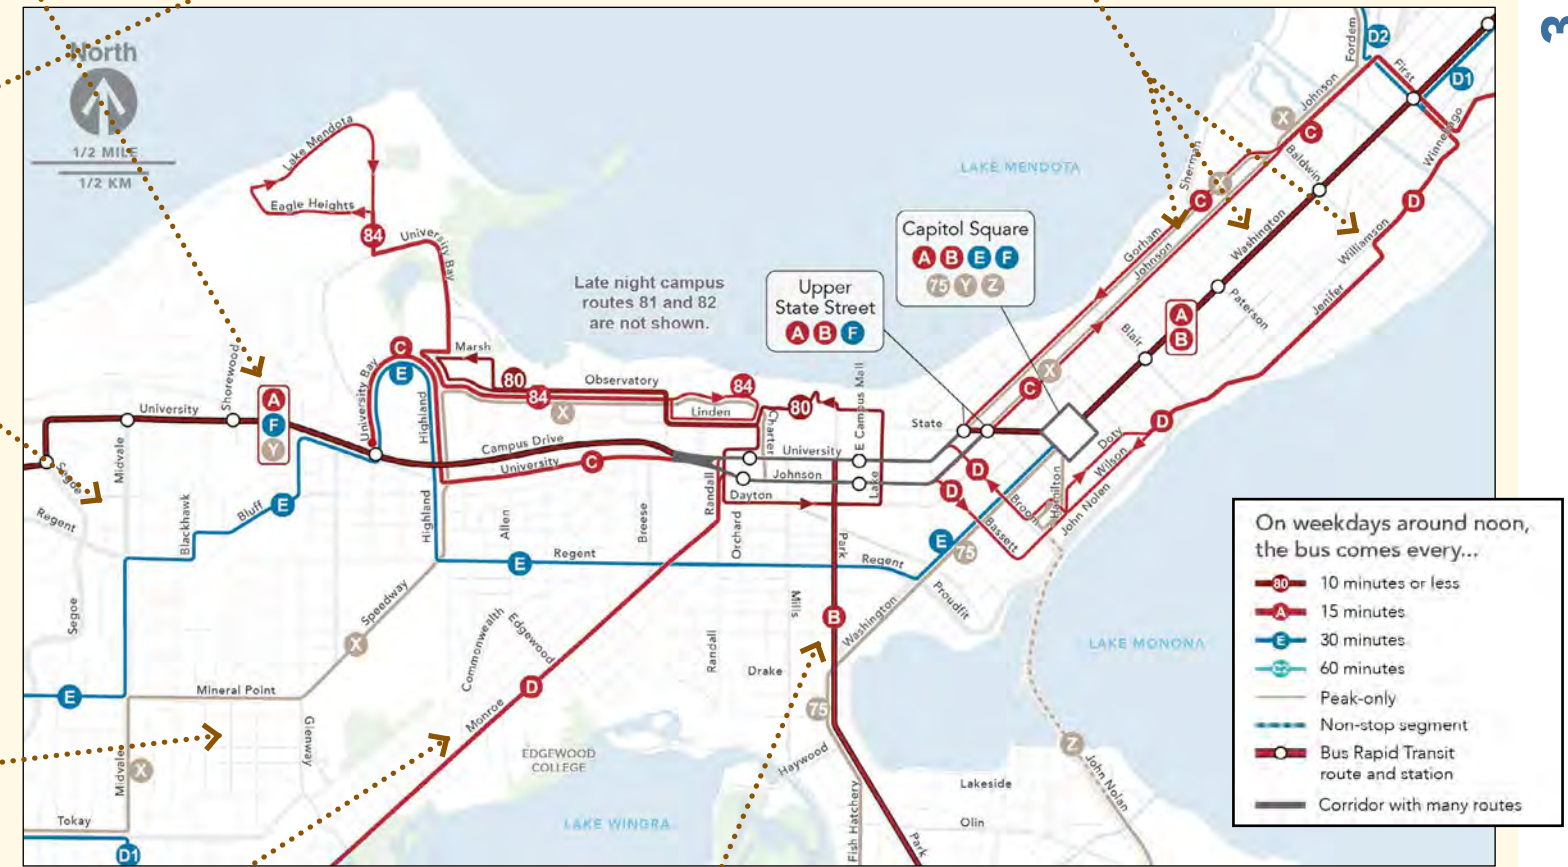 North
1/2 MILE
1/2 KM
3
Fordem
D2
First
D1
Johnson
X
C
Winnebago
Baldwin
LAKE MENDOTA
Sherman
X
C
D
Washington
Williamson
Gorham
Johnson
Paterson
Jenifer
Blair
A
B
Capitol Square
A B E F
75 Y Z
Upper
State Street
A B F
Late night campus
routes 81 and 82
are not shown.
Lake Mendota
Eagle Heights
84
University Bay
Marsh
C
E
University Bay
Highland
80
84
X
Observatory
84
Linden
80
Charter
E Campus Mall
State
C
X
D
Doty
Wilson
Hamilton
John Nolen
Broom
Bassett
D
D
University
Shorewood
A
F
Y
Campus Drive
University
C
University
Johnson
Dayton
Lake
Randall
Segoe
Midvale
Regent
Blackhawk
Bluff
E
Highland
Allen
Breese
Orchard
Park
E
Regent
Regent
E
75
Proudfit
Washington
Segoe
Speedway
X
Commonwealth
Edgewood
Randall
Mills
B
Drake
E
Mineral Point
Glenway
D
Monroe
75
Haywood
Midvale
X
EDGEWOOD
COLLEGE
LAKE MONONA
Z
John Nolan
Lakeside
Olin
Tokay
D1
LAKE WINGRA
Fish Hatchery
Park
On weekdays around noon,
the bus comes every...
80 10 minutes or less
A 15 minutes
E 30 minutes
C2 60 minutes
Peak-only
Non-stop segment
Bus Rapid Transit
route and station
Corridor with many routes